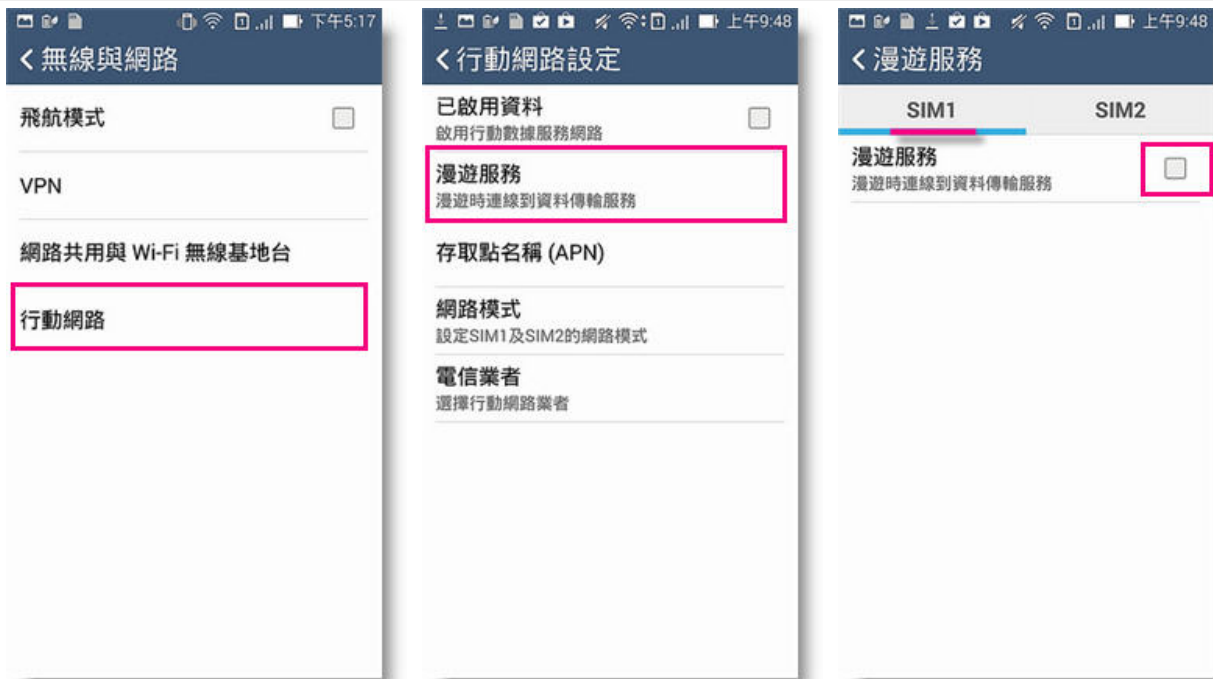 下午5:17
無線與網路
飛航模式
VPN
網路共用與 Wi-Fi 無線基地台
行動網路
上午9:48
行動網路設定
已啟用資料
啟用行動數據服務網路
漫遊服務
漫遊時連線到資料傳輸服務
存取點名稱 (APN)
網路模式
設定SIM1及SIM2的網路模式
電信業者
選擇行動網路業者
上午9:48
漫遊服務
SIM1 SIM2
漫遊服務
漫遊時連線到資料傳輸服務